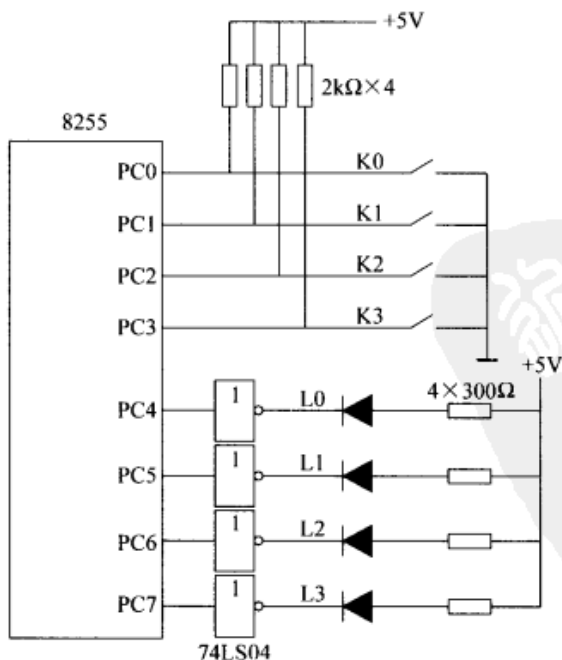 +5V
2kΩ×4
8255
PC0
K0
PC1
K1
PC2
K2
PC3
K3
+5V
4×300Ω
PC4
1
L0
PC5
1
L1
PC6
1
L2
PC7
1
L3
74LS04